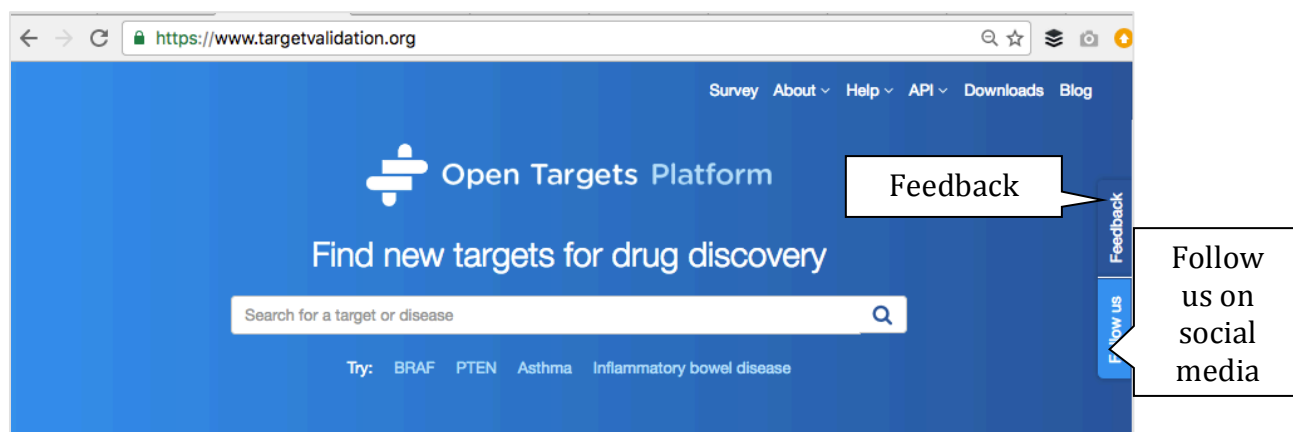 https://www.targetvalidation.org
Survey About Help API Downloads Blog
Open Targets Platform
Feedback
Feedback
Find new targets for drug discovery
Follow
us on
social
media
Follow us
Search for a target or disease
Try: BRAF PTEN Asthma Inflammatory bowel disease